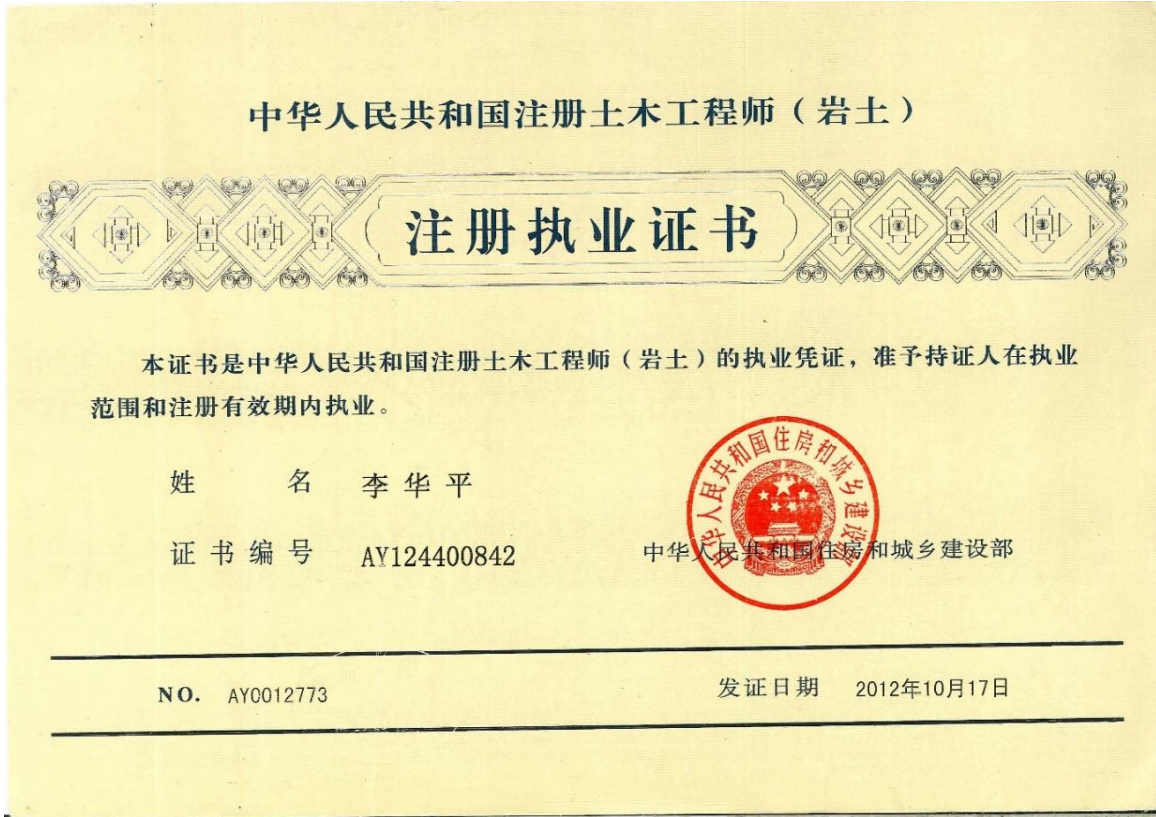 中华人民共和国注册土木工程师（岩土）
注册执业证书
本证书是中华人民共和国注册土木工程师（岩土）的执业凭证，准予持证人在执业
范围和注册有效期内执业。
姓 名 李华平
中华人民共和国住房和城乡建设部
证书编号 AY124400842
中华人民共和国住房和城乡建设部
NO. AY0012773
发证日期 2012年10月17日